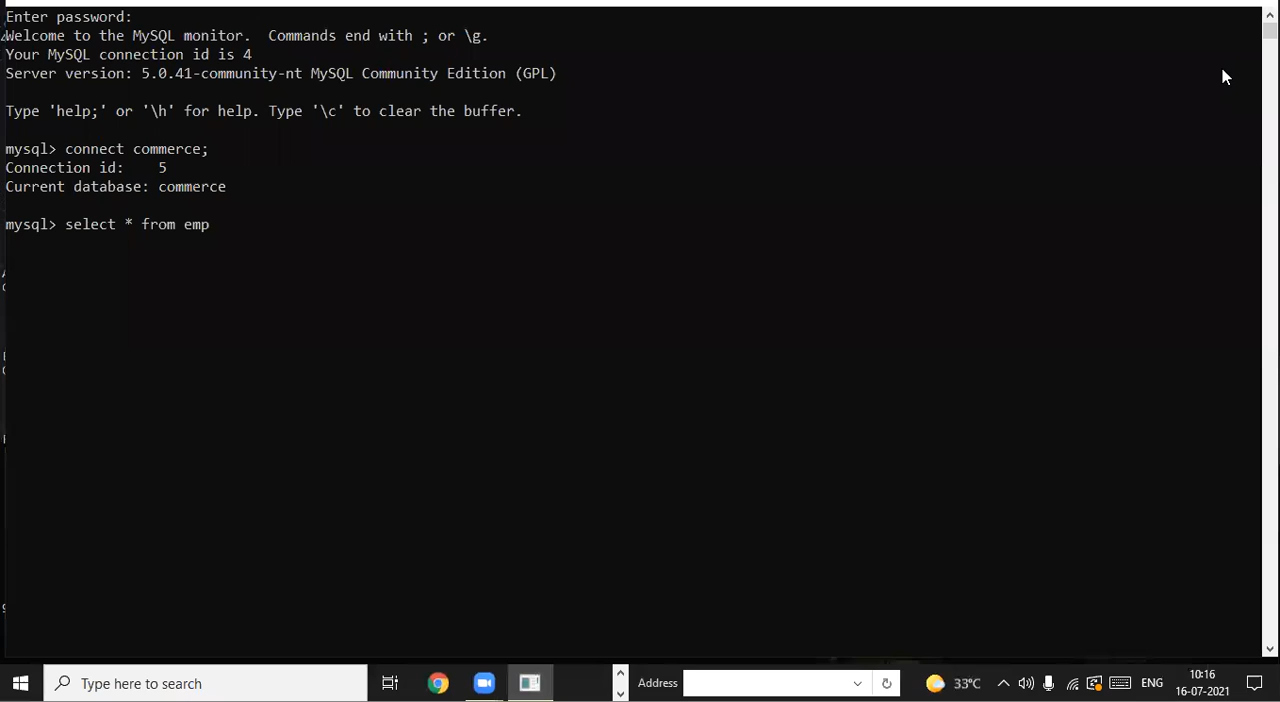 Enter password:
Welcome to the MySQL monitor.  Commands end with ; or \g.
Your MySQL connection id is 4
Server version: 5.0.41-community-nt MySQL Community Edition (GPL)
Type 'help;' or '\h' for help. Type '\c' to clear the buffer.
mysql> connect commerce;
Connection id:    5
Current database: commerce
mysql> select * from emp
Type here to search
Address
33°C
ENG
10:16
16-07-2021